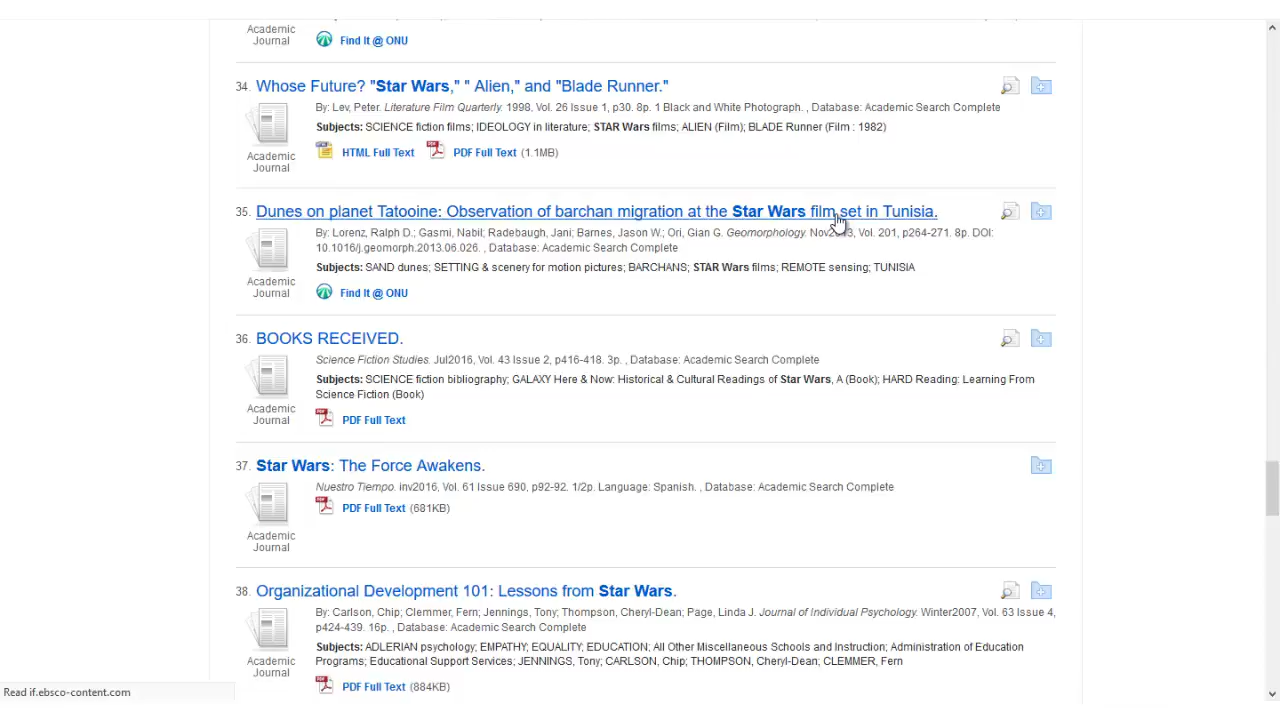 Academic
Journal
Find It @ ONU
34. Whose Future? "Star Wars," " Alien," and "Blade Runner."
By: Lev, Peter. Literature Film Quarterly. 1998, Vol. 26 Issue 1, p30. 8p. 1 Black and White Photograph. , Database: Academic Search Complete
Subjects: SCIENCE fiction films; IDEOLOGY in literature; STAR Wars films; ALIEN (Film); BLADE Runner (Film : 1982)
Academic
Journal
HTML Full Text PDF Full Text (1.1MB)
35. Dunes on planet Tatooine: Observation of barchan migration at the Star Wars film set in Tunisia.
By: Lorenz, Ralph D.; Gasmi, Nabil; Radebaugh, Jani; Barnes, Jason W.; Ori, Gian G. Geomorphology. Nov2013, Vol. 201, p264-271. 8p. DOI:
10.1016/j.geomorph.2013.06.026. , Database: Academic Search Complete
Subjects: SAND dunes; SETTING & scenery for motion pictures; BARCHANS; STAR Wars films; REMOTE sensing; TUNISIA
Academic
Journal
Find It @ ONU
36. BOOKS RECEIVED.
Science Fiction Studies. Jul2016, Vol. 43 Issue 2, p416-418. 3p. , Database: Academic Search Complete
Subjects: SCIENCE fiction bibliography; GALAXY Here & Now: Historical & Cultural Readings of Star Wars, A (Book); HARD Reading: Learning From
Science Fiction (Book)
Academic
Journal
PDF Full Text
37. Star Wars: The Force Awakens.
Nuestro Tiempo. inv2016, Vol. 61 Issue 690, p92-92. 1/2p. Language: Spanish. , Database: Academic Search Complete
PDF Full Text (681KB)
Academic
Journal
38. Organizational Development 101: Lessons from Star Wars.
By: Carlson, Chip; Clemmer, Fern; Jennings, Tony; Thompson, Cheryl-Dean; Page, Linda J. Journal of Individual Psychology. Winter2007, Vol. 63 Issue 4,
p424-439. 16p. , Database: Academic Search Complete
Subjects: ADLERIAN psychology; EMPATHY; EQUALITY; EDUCATION; All Other Miscellaneous Schools and Instruction; Administration of Education
Programs; Educational Support Services; JENNINGS, Tony; CARLSON, Chip; THOMPSON, Cheryl-Dean; CLEMMER, Fern
Academic
Journal
PDF Full Text (884KB)
Read if.ebsco-content.com